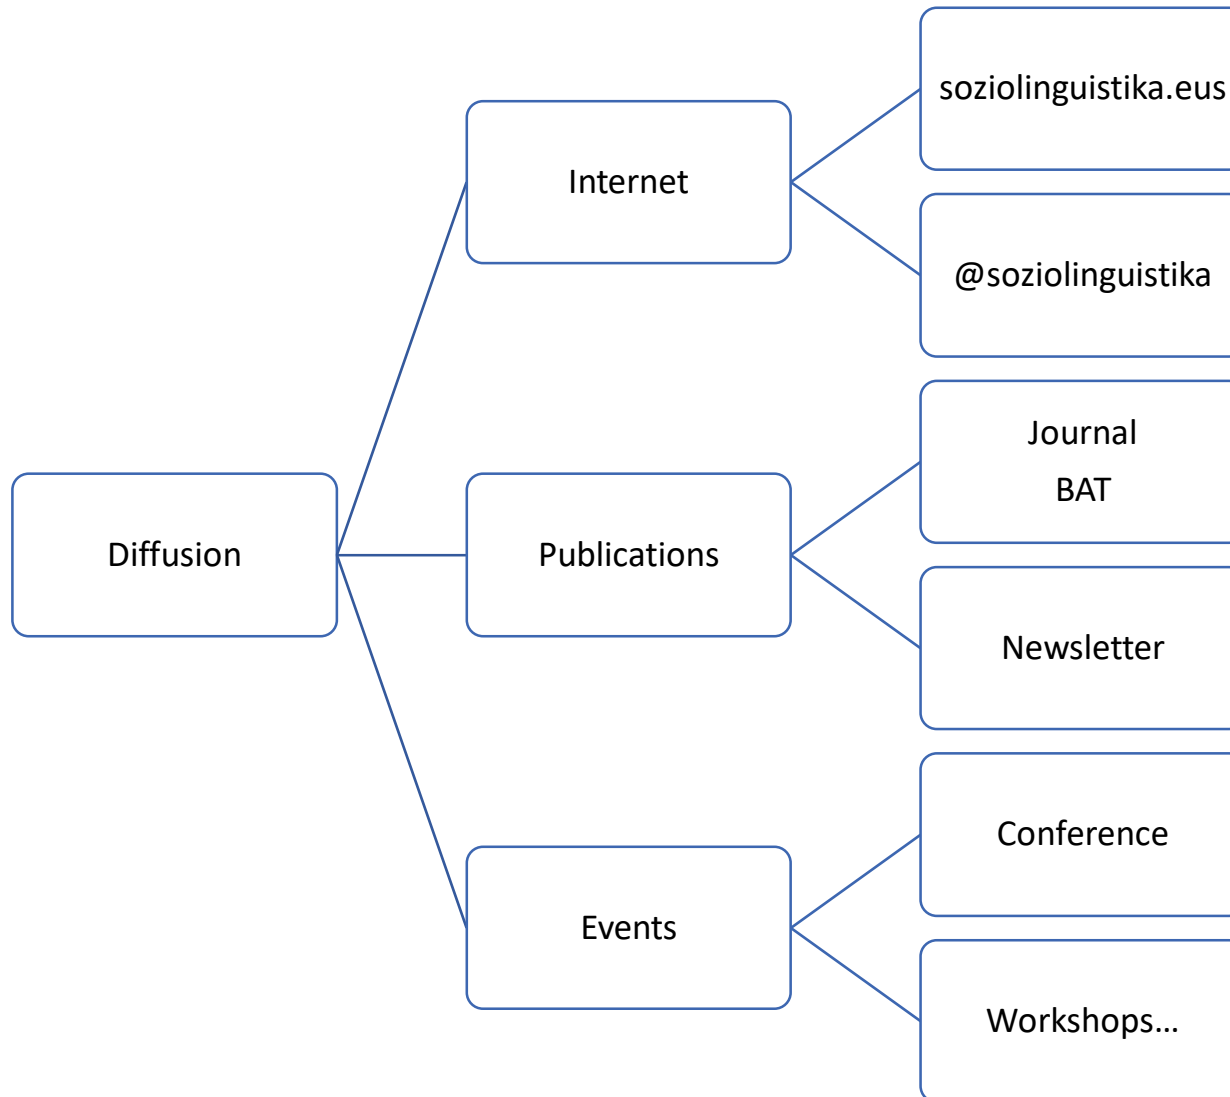 Diffusion
Internet
soziolinguistika.eus
@soziolinguistika
Publications
Journal
BAT
Newsletter
Events
Conference
Workshops…